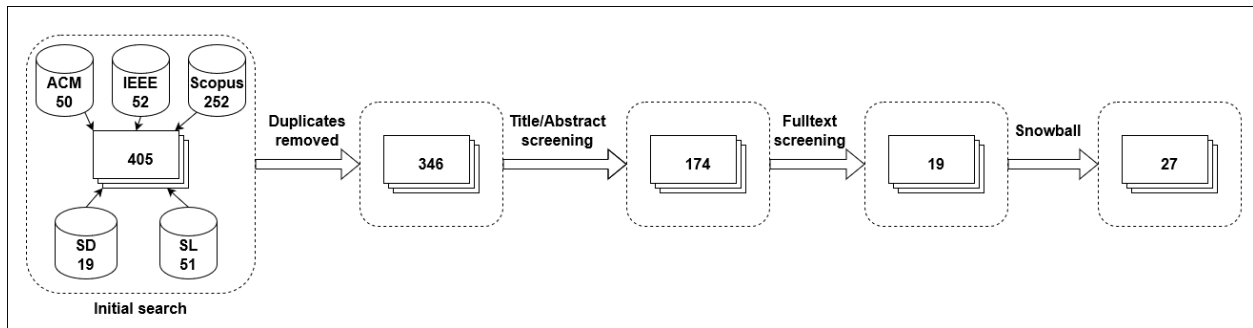 ACM
50
IEEE
52
Scopus
252
405
SD
19
SL
51
Initial search
Duplicates
removed
346
Title/Abstract
screening
174
Fulltext
screening
19
Snowball
27